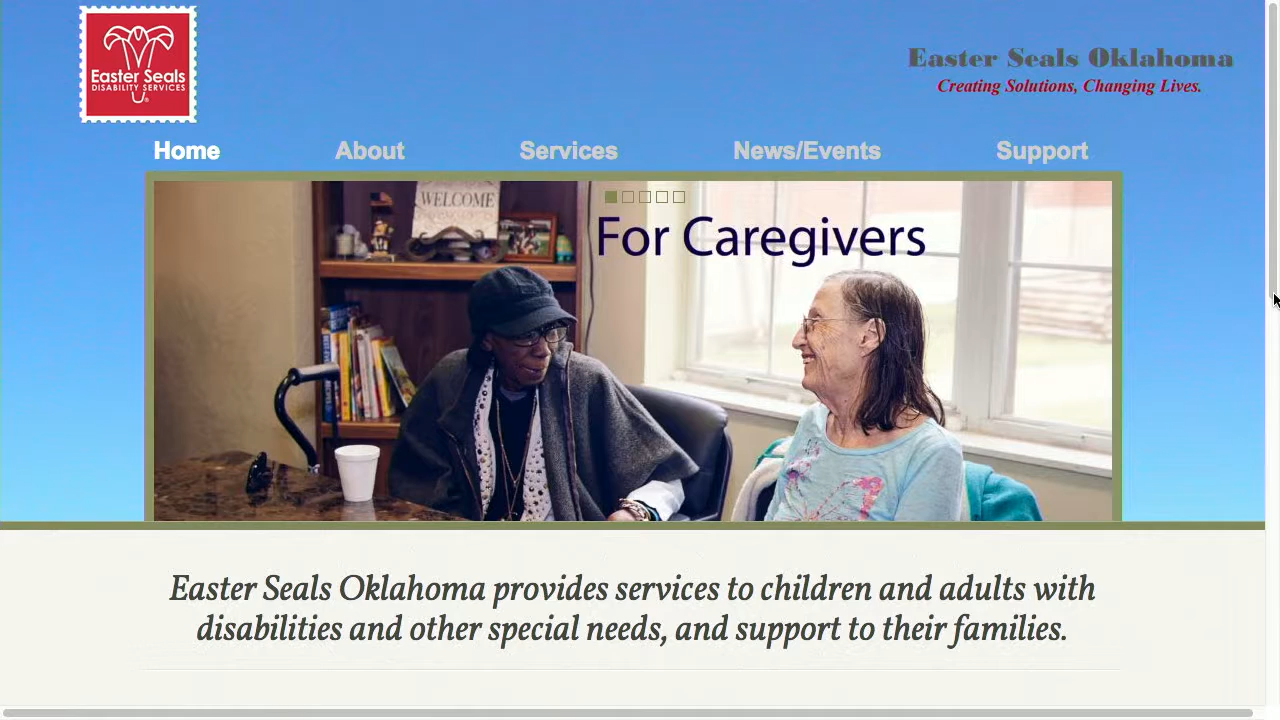 Easter Seals
DISABILITY SERVICES
Easter Seals Oklahoma
Creating Solutions, Changing Lives.
Home About Services News/Events Support
WELCOME
For Caregivers
Easter Seals Oklahoma provides services to children and adults with
disabilities and other special needs, and support to their families.